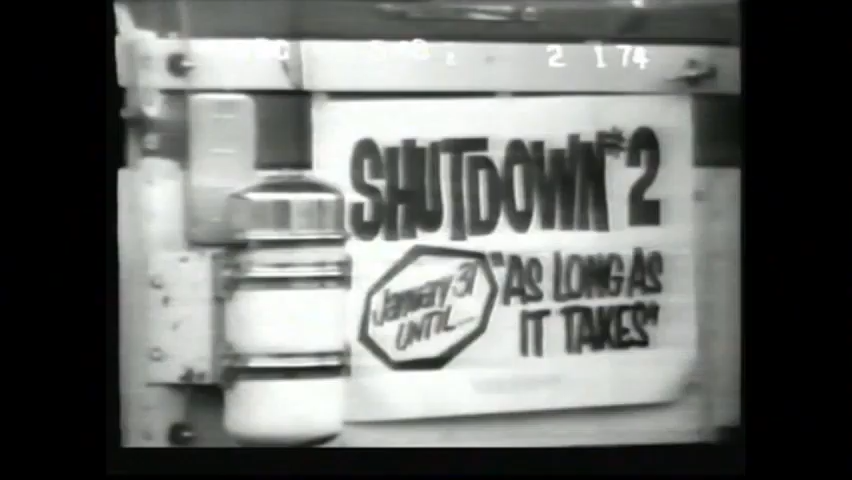 2 1 74
SHUTDOWN #2
January 31
UNTIL...
"AS LONG AS
IT TAKES"